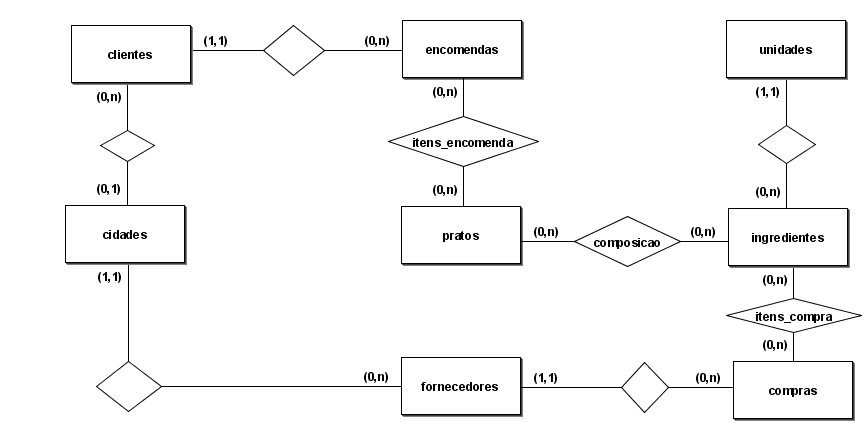 clientes
(1,1)
(0,n)
encomendas
unidades
(0,n)
(0,n)
(1,1)
itens_encomenda
(0,1)
(0,n)
(0,n)
cidades
pratos
(0,n)
composicao
(0,n)
ingredientes
(1,1)
(0,n)
itens_compra
(0,n)
(0,n)
fornecedores
(1,1)
(0,n)
compras